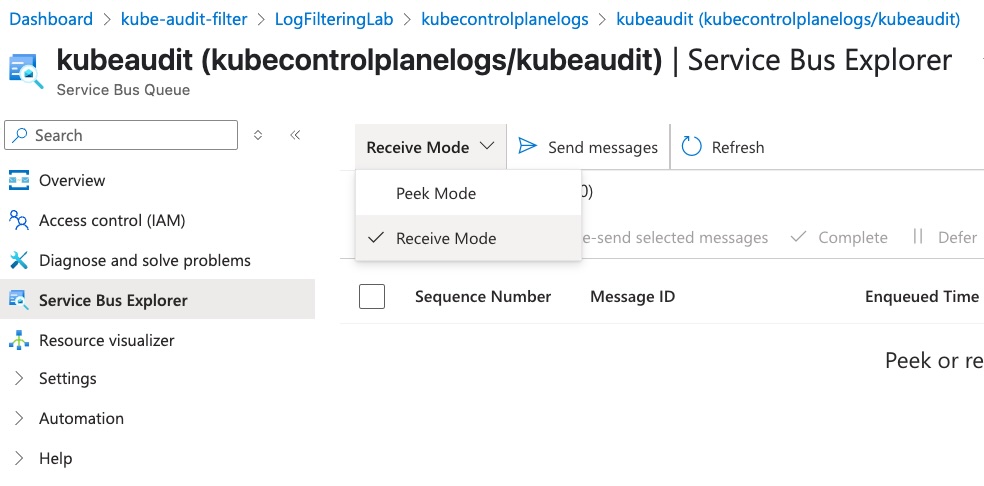 Dashboard > kube-audit-filter > LogFilteringLab > kubecontrolplanelogs > kubeaudit (kubecontrolplanelogs/kubeaudit)
kubeaudit (kubecontrolplanelogs/kubeaudit) | Service Bus Explorer
Service Bus Queue
Search
Receive Mode
Send messages
Refresh
Peek Mode
0)
Receive Mode
e-send selected messages
Complete
Defer
Overview
Access control (IAM)
Diagnose and solve problems
Service Bus Explorer
Resource visualizer
Settings
Automation
Help
Sequence Number
Message ID
Enqueued Time
Peek or re